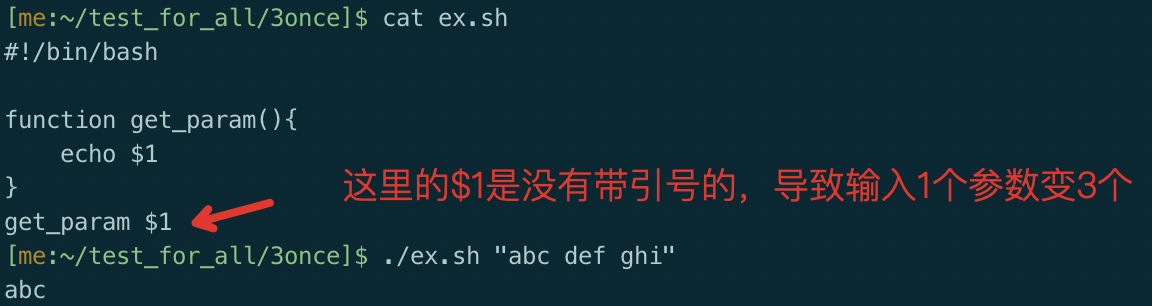 [me:~/test_for_all/3once]$ cat ex.sh
#!/bin/bash
function get_param(){
    echo $1
}
这里的$1是没有带引号的，导致输入1个参数变3个
get_param $1
[me:~/test_for_all/3once]$ ./ex.sh "abc def ghi"
abc